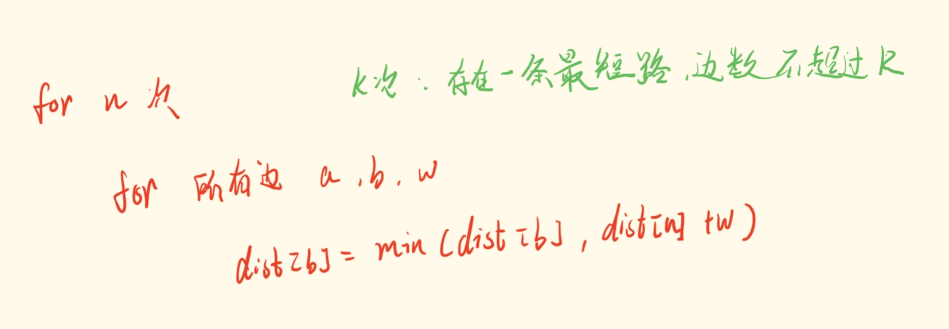 for n 次
k次：存在一条最短路，边数不超过k
for 所有边 a,b,w
dist[b] = min(dist[b], dist[a] + w)